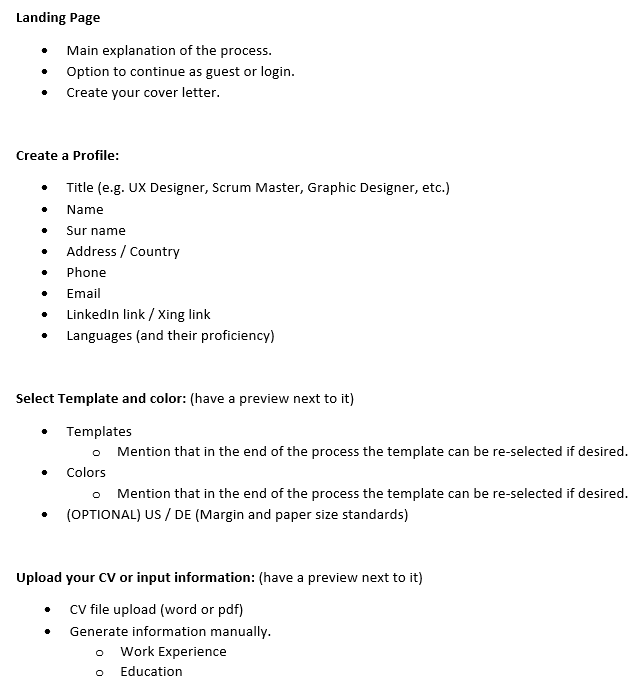 Landing Page
• Main explanation of the process.
• Option to continue as guest or login.
• Create your cover letter.
Create a Profile:
• Title (e.g. UX Designer, Scrum Master, Graphic Designer, etc.)
• Name
• Sur name
• Address / Country
• Phone
• Email
• LinkedIn link / Xing link
• Languages (and their proficiency)
Select Template and color: (have a preview next to it)
• Templates
o Mention that in the end of the process the template can be re-selected if desired.
• Colors
o Mention that in the end of the process the template can be re-selected if desired.
• (OPTIONAL) US / DE (Margin and paper size standards)
Upload your CV or input information: (have a preview next to it)
• CV file upload (word or pdf)
• Generate information manually.
o Work Experience
o Education